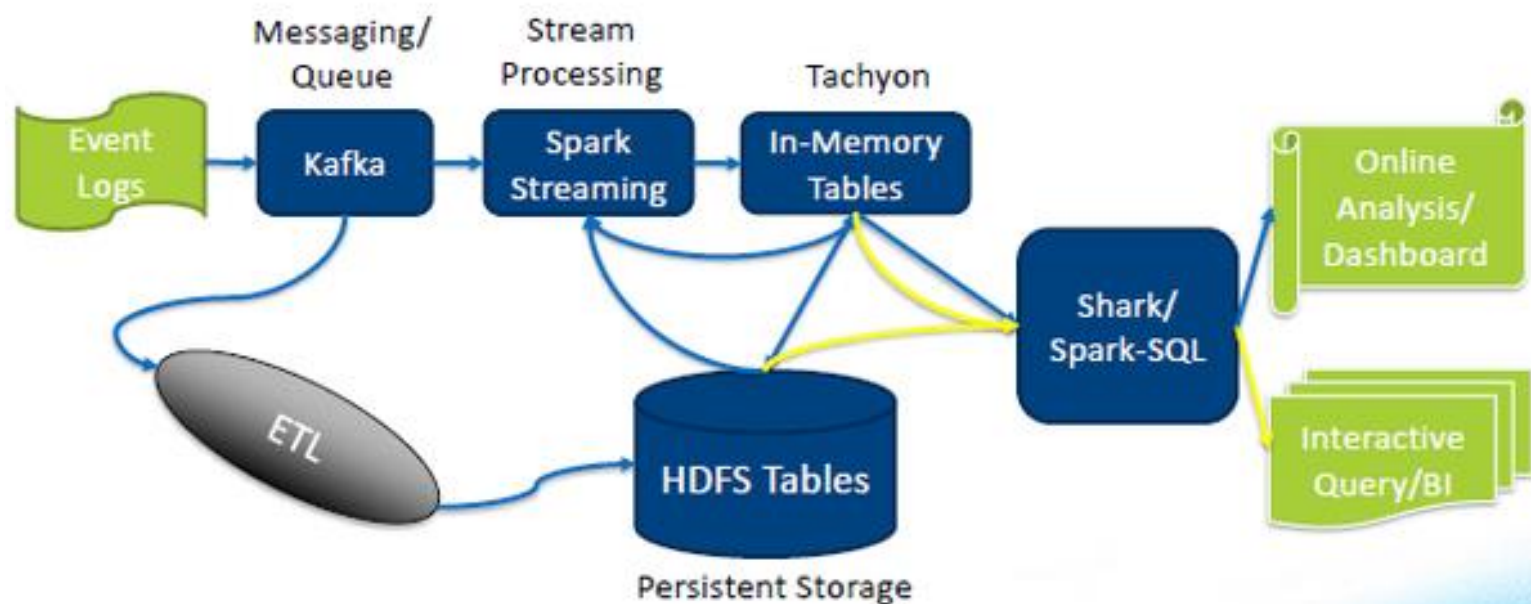 Messaging/
Queue
Stream
Processing
Tachyon
Event
Logs
Kafka
Spark
Streaming
In-Memory
Tables
Online
Analysis/
Dashboard
Shark/
Spark-SQL
ETL
HDFS Tables
Interactive
Query/BI
Persistent Storage